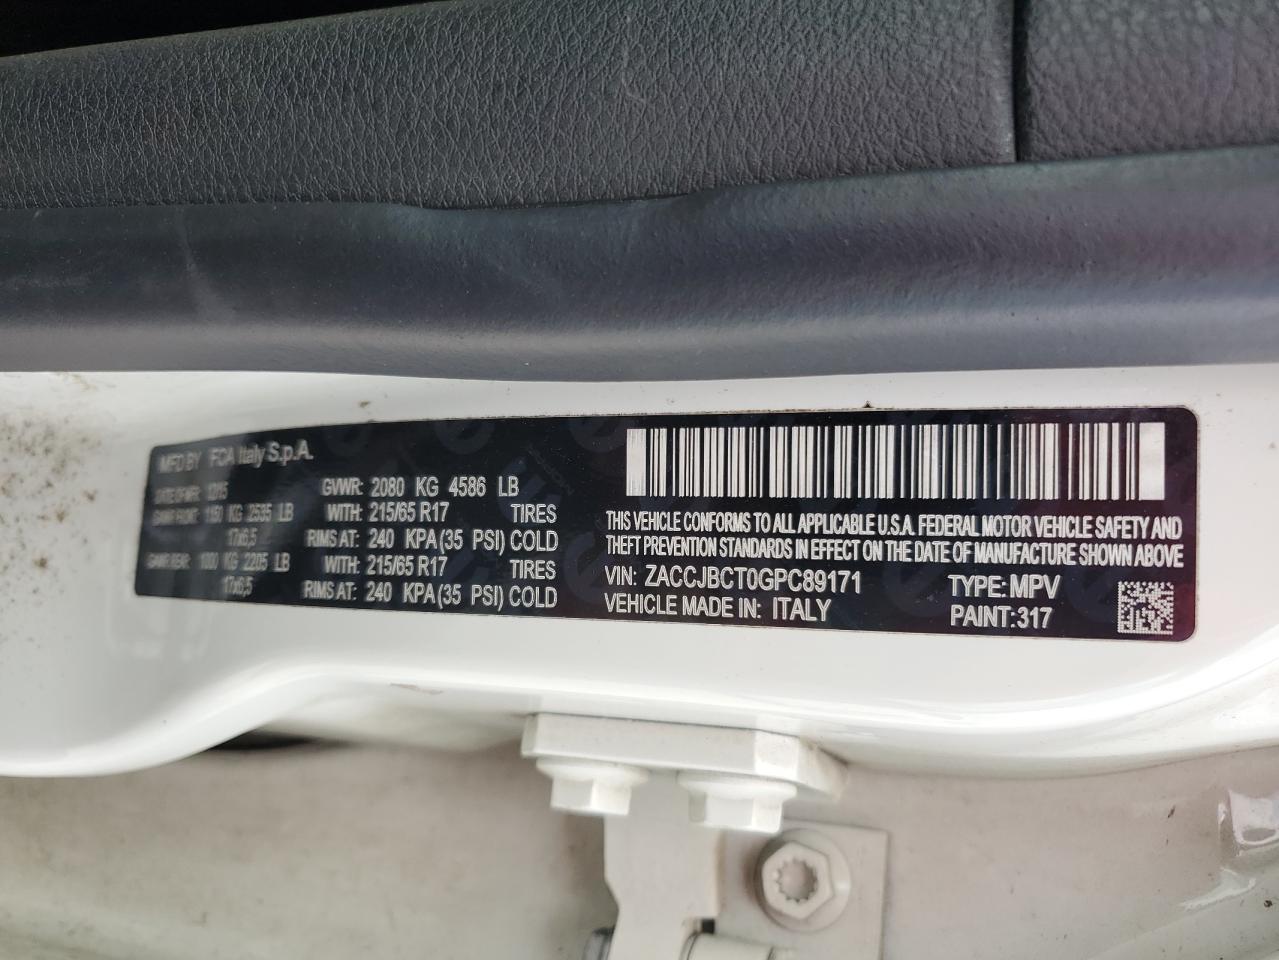 MFD BY FCA Italy S.p.A.
DATE OF MFR: 12/15 GVWR: 2080 KG 4586 LB
GAWR FRONT: 1150 KG 2535 LB WITH: 215/65 R17 TIRES
17x6,5 RIMS AT: 240 KPA (35 PSI) COLD
GAWR REAR: 1000 KG 2205 LB WITH: 215/65 R17 TIRES
17x6,5 RIMS AT: 240 KPA (35 PSI) COLD
THIS VEHICLE CONFORMS TO ALL APPLICABLE U.S.A. FEDERAL MOTOR VEHICLE SAFETY AND
THEFT PREVENTION STANDARDS IN EFFECT ON THE DATE OF MANUFACTURE SHOWN ABOVE
VIN: ZACCJBCT0GPC89171 TYPE: MPV
VEHICLE MADE IN: ITALY PAINT: 317